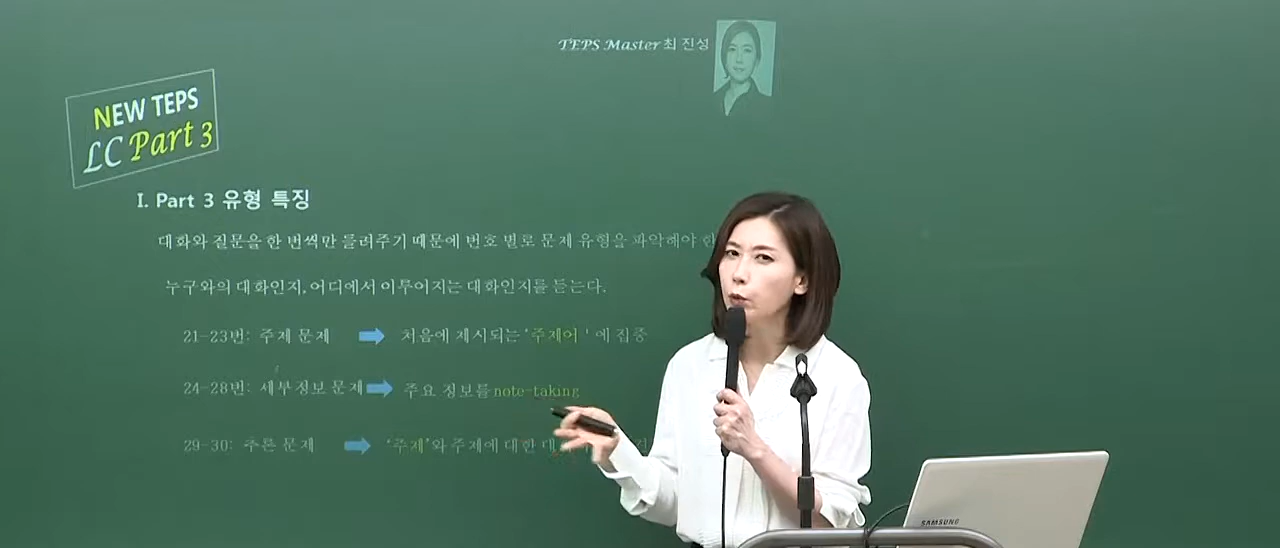 TEPS Master 최 진성
NEW TEPS
LC Part 3
I. Part 3 유형 특징
대화와 질문을 한 번씩만 들려주기 때문에 번호 별로 문제 유형을 파악해야
누구와의 대화인지, 어디에서 이루어지는 대화인지를 듣는다.
21-23번: 주제 문제 처음에 제시되는 '주제어' 에 집중
24-28번: 세부정보 문제 주요 정보를 note-taking
29-30: 추론 문제 '주제'와 주제에 대한
SAMSUNG